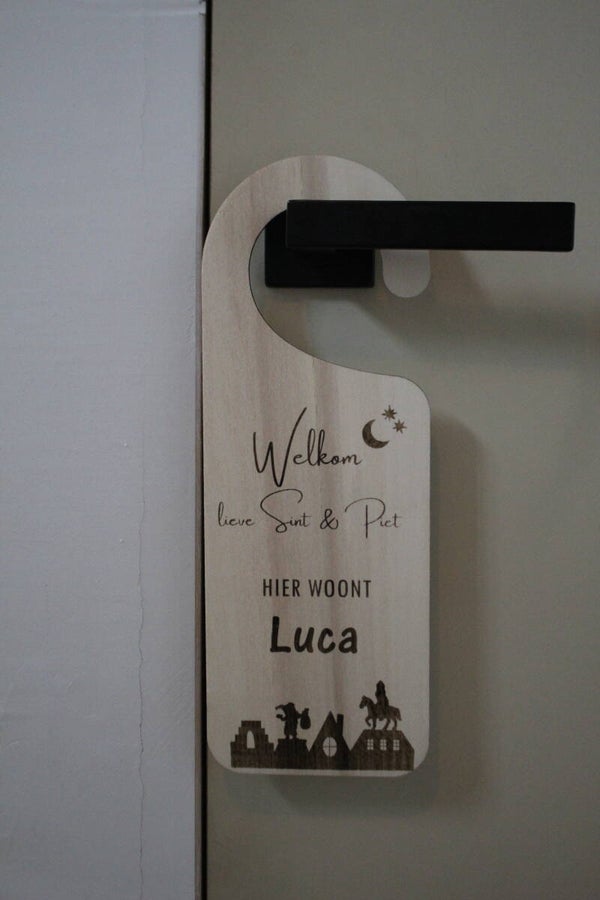 Welkom
lieve Sint & Piet
HIER WOONT
Luca